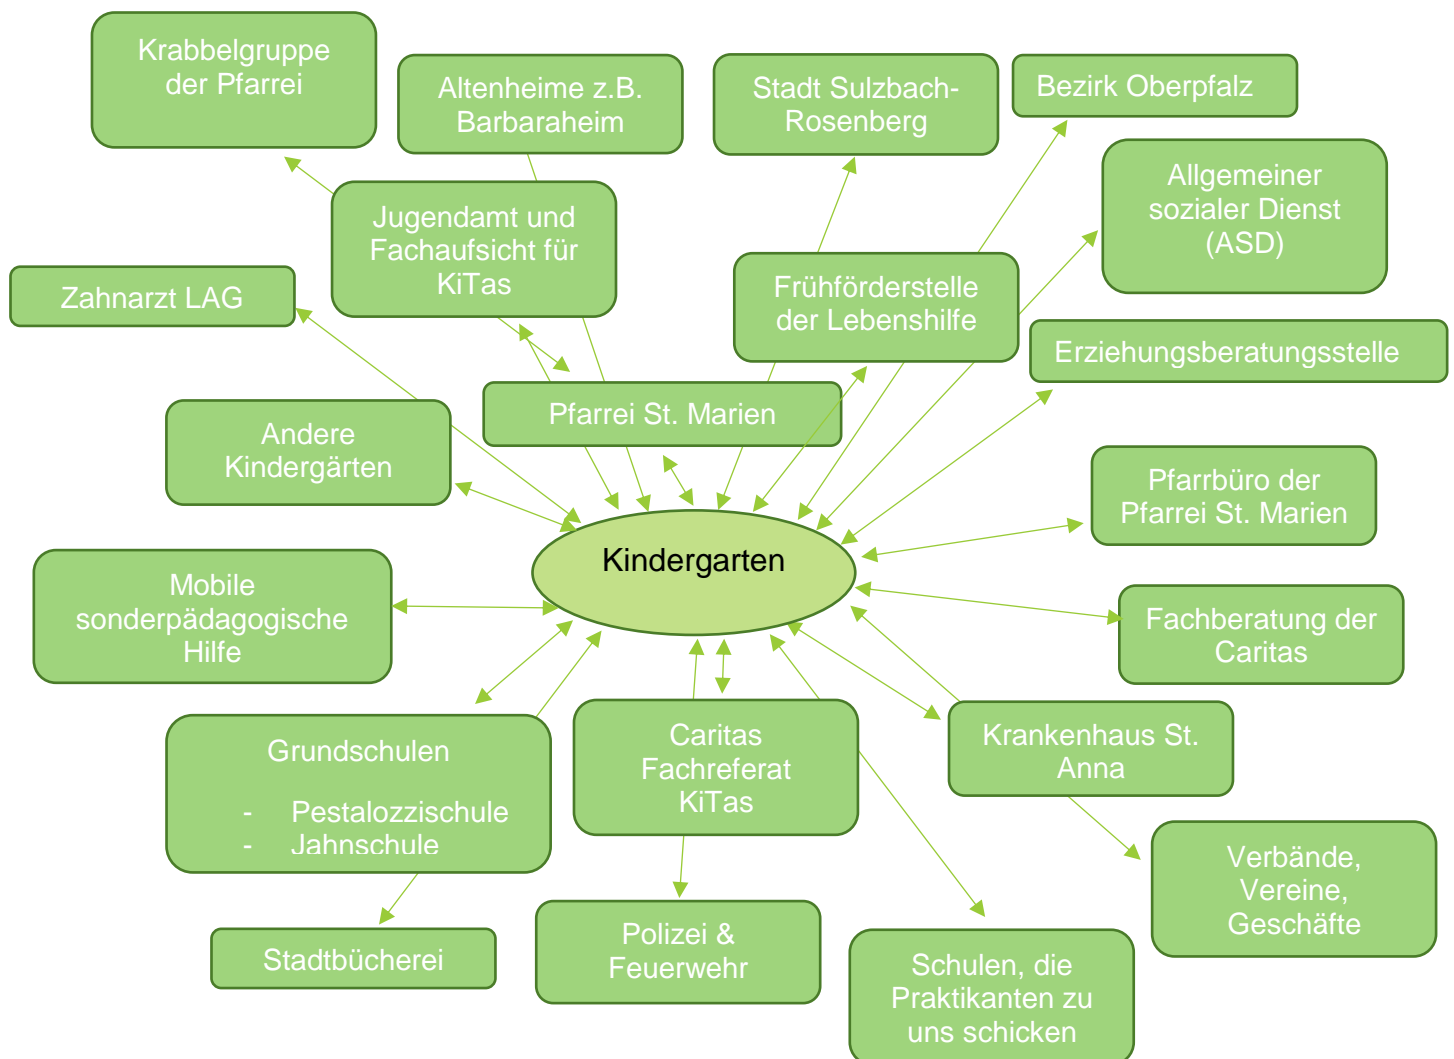 Krabbelgruppe
der Pfarrei
Altenheime z.B.
Barbaraheim
Stadt Sulzbach-
Rosenberg
Bezirk Oberpfalz
Allgemeiner
sozialer Dienst
(ASD)
Jugendamt und
Fachaufsicht für
KiTas
Zahnarzt LAG
Frühförderstelle
der Lebenshilfe
Erziehungsberatungsstelle
Pfarrei St. Marien
Andere
Kindergärten
Pfarrbüro der
Pfarrei St. Marien
Kindergarten
Mobile
sonderpädagogische
Hilfe
Fachberatung der
Caritas
Grundschulen
- Pestalozzischule
- Jahnschule
Caritas
Fachreferat
KiTas
Krankenhaus St.
Anna
Verbände,
Vereine,
Geschäfte
Stadtbücherei
Polizei &
Feuerwehr
Schulen, die
Praktikanten zu
uns schicken